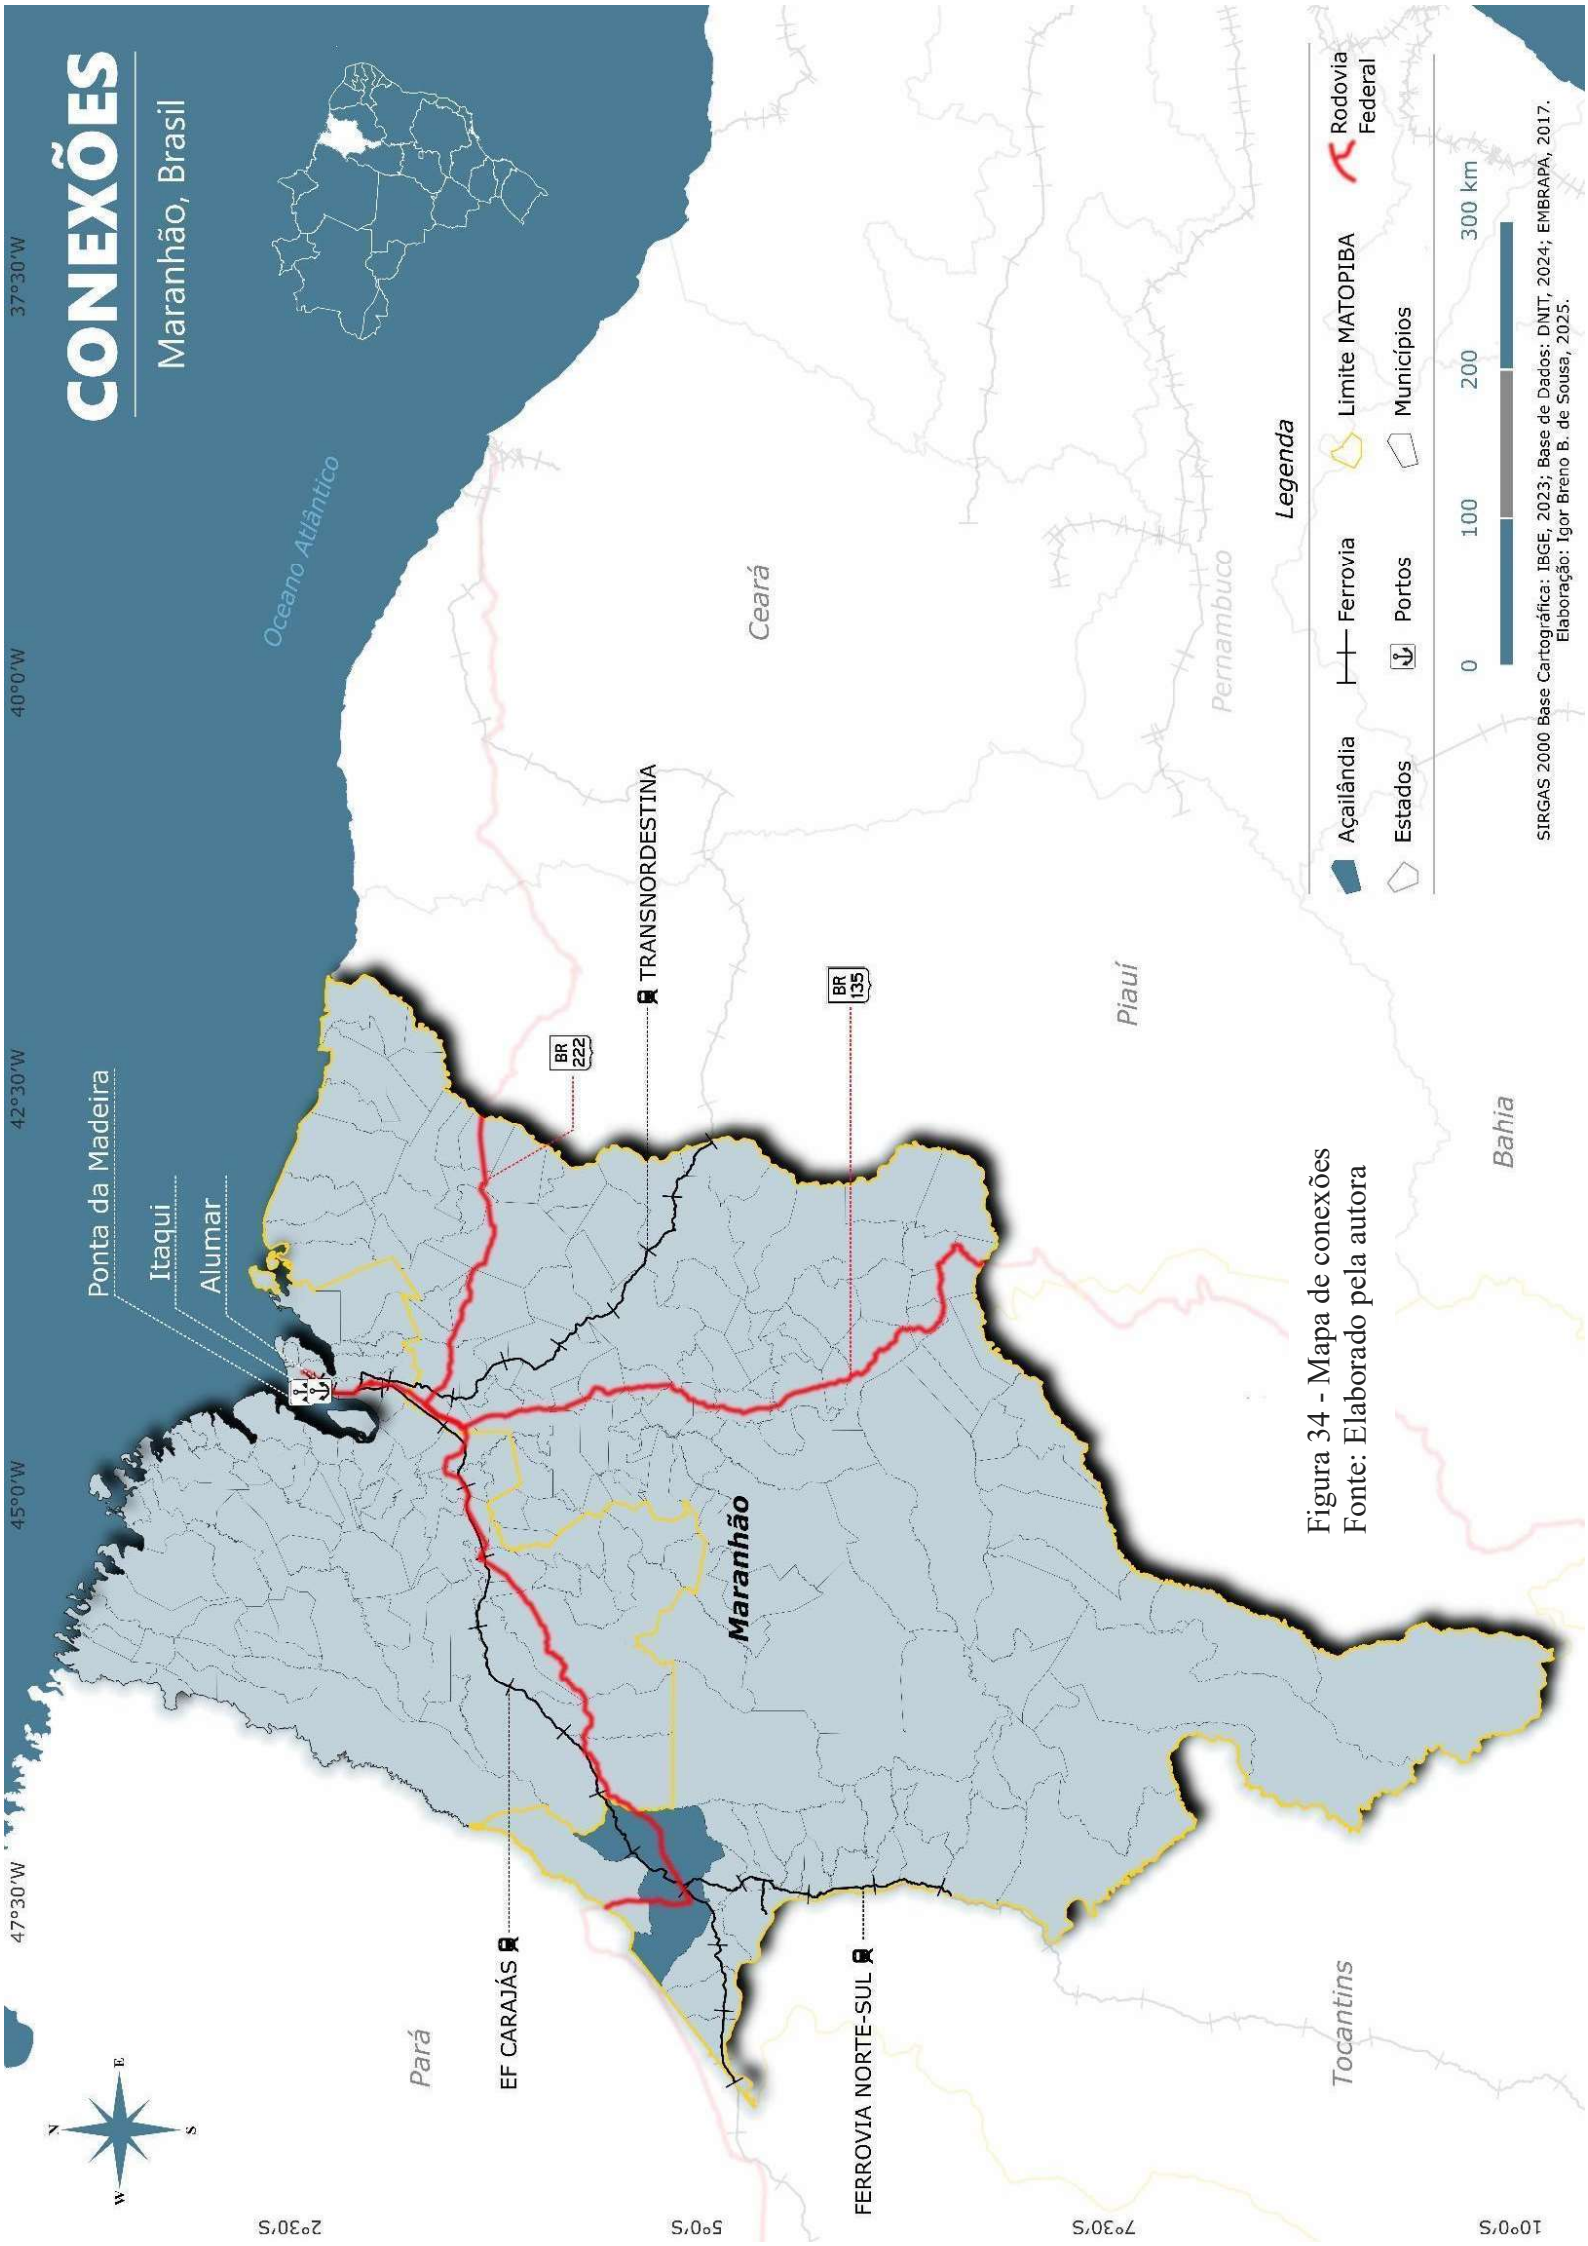 CONEXÕES
Maranhão, Brasil
47°30'W
45°0'W
42°30'W
40°0'W
37°30'W
2°30'S
5°0'S
7°30'S
10°0'S
N
W
E
S
Oceano Atlântico
Ponta da Madeira
Itaqui
Alumar
Pará
EF CARAJÁS
FERROVIA NORTE-SUL
Tocantins
Maranhão
BR
222
TRANSNORDESTINA
BR
135
Ceará
Pernambuco
Piauí
Bahia
Legenda
Açailândia
Ferrovia
Limite MATOPIBA
Rodovia
Federal
Estados
Portos
Municípios
0
100
200
300 km
SIRGAS 2000 Base Cartográfica: IBGE, 2023; Base de Dados: DNIT, 2024; EMBRAPA, 2017.
Elaboração: Igor Breno B. de Sousa, 2025.
Figura 34 - Mapa de conexões
Fonte: Elaborado pela autora